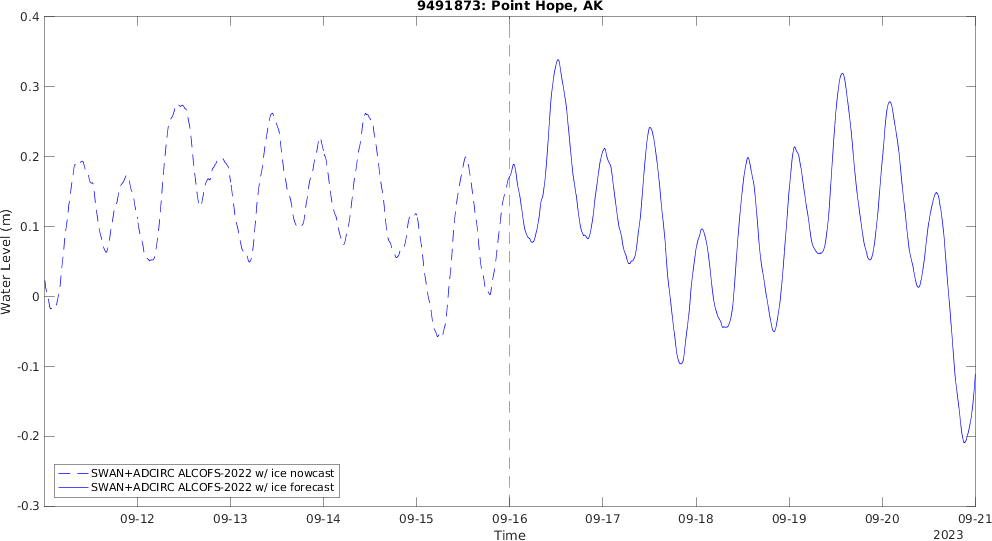 9491873: Point Hope, AK
0.4
0.3
0.2
0.1
0
-0.1
-0.2
-0.3
Water Level (m)
SWAN+ADCIRC ALCOFS-2022 w/ ice nowcast
SWAN+ADCIRC ALCOFS-2022 w/ ice forecast
09-12 09-13 09-14 09-15 09-16 09-17 09-18 09-19 09-20 09-21
Time
2023